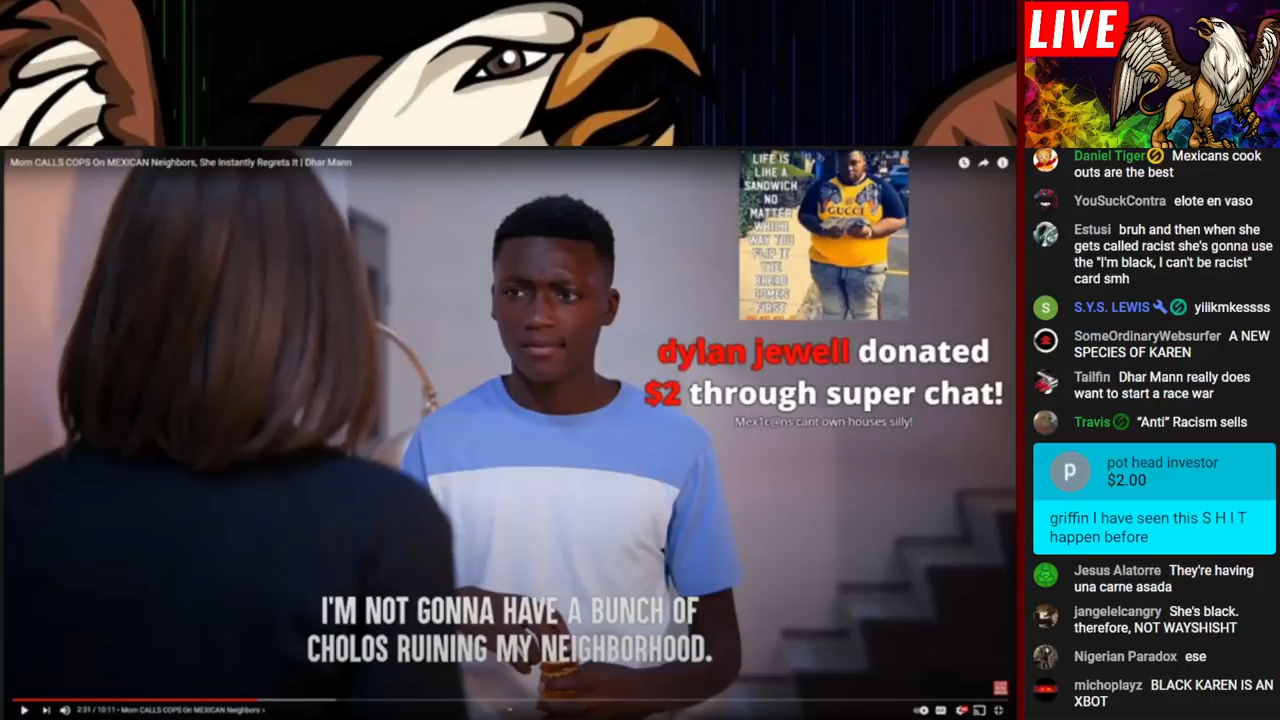 LIVE
Mom CALLS COPS On MEXICAN Neighbors, She Instantly Regrets It | Dhar Mann
LIFE IS
LIKE A
SANDWICH
NO
MATTER
WHICH
WAY YOU
FLIP IT
THE
BREAD
COMES
FIRST
GUCCI
dylan jewell donated
$2 through super chat!
Mex1c@ns cant own houses silly!
I'M NOT GONNA HAVE A BUNCH OF
CHOLOS RUINING MY NEIGHBORHOOD.
2:31 / 10:11 • Mom CALLS COPS On MEXICAN Neighbors ›
Daniel Tiger Mexicans cook
outs are the best
YouSuckContra elote en vaso
Estusi bruh and then when she
gets called racist she's gonna use
the "I'm black, I can't be racist"
card smh
S
S.Y.S. LEWIS yiiikmkessss
SomeOrdinaryWebsurfer A NEW
SPECIES OF KAREN
Tailfin Dhar Mann really does
want to start a race war
Travis “Anti” Racism sells
p
pot head investor
$2.00
griffin I have seen this S H I T
happen before
Jesus Alatorre They're having
una carne asada
jangelelcangry She's black.
therefore, NOT WAYSHISHT
Nigerian Paradox ese
michoplayz BLACK KAREN IS AN
XBOT